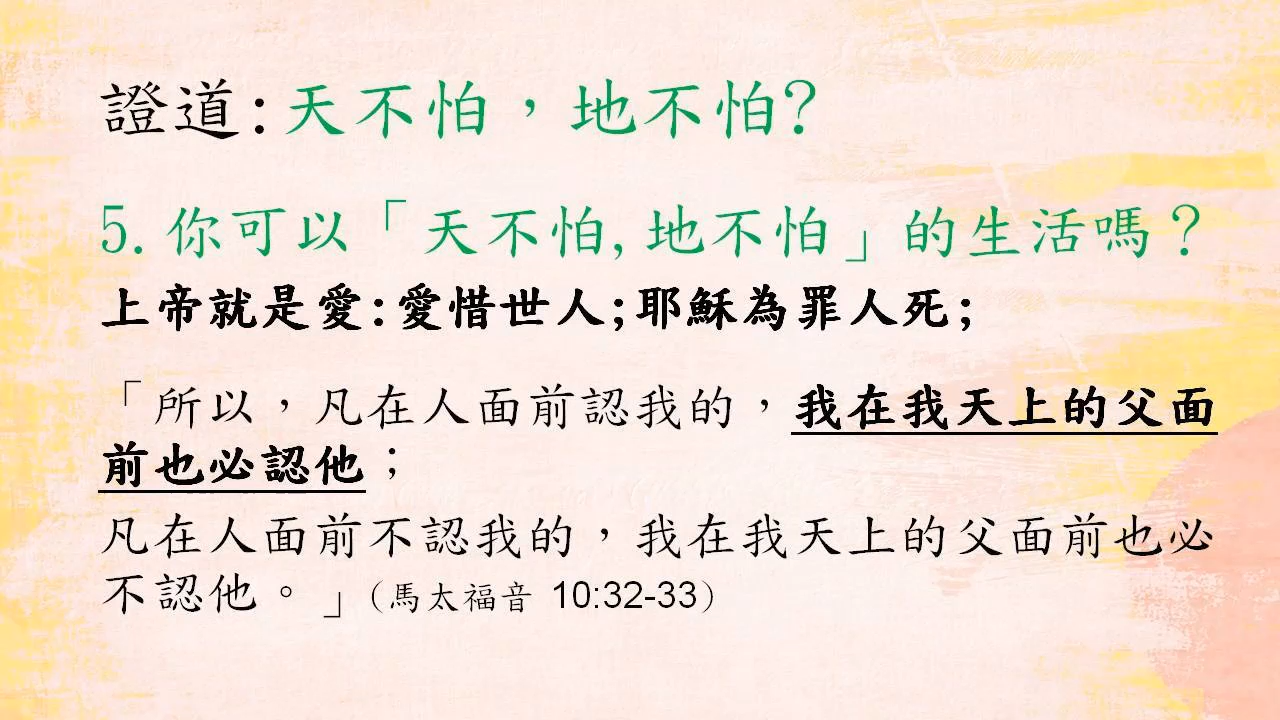 證道:天不怕，地不怕?
5.你可以「天不怕,地不怕」的生活嗎？
上帝就是愛:愛惜世人;耶穌為罪人死;
「所以，凡在人面前認我的，我在我天上的父面
前也必認他；
凡在人面前不認我的，我在我天上的父面前也必
不認他。」（馬太福音 10:32-33）